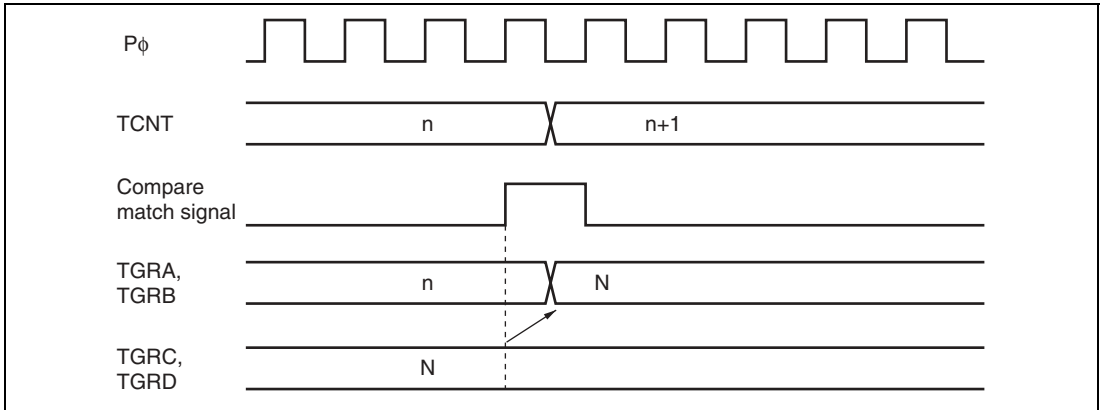 Pϕ
TCNT
n
n+1
Compare
match signal
TGRA,
TGRB
n
N
TGRC,
TGRD
N